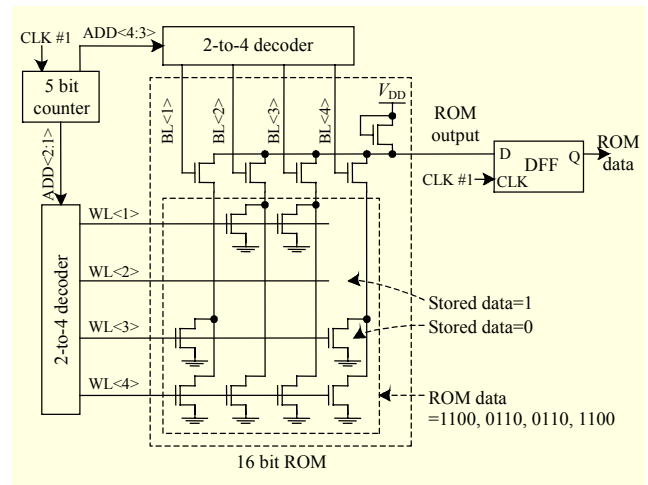 CLK #1
ADD<4:3>
2-to-4 decoder
5 bit
counter
ADD<2:1>
BL<1>
BL<2>
BL<3>
BL<4>
VDD
ROM
output
D
DFF
Q
CLK
CLK #1
ROM
data
2-to-4 decoder
WL<1>
WL<2>
WL<3>
WL<4>
Stored data=1
Stored data=0
ROM data
=1100, 0110, 0110, 1100
16 bit ROM